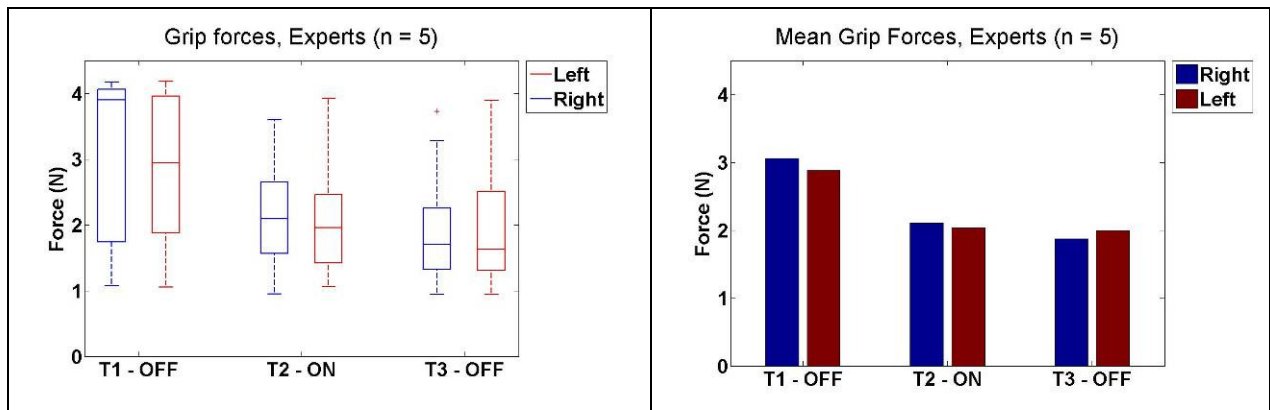 Grip forces, Experts (n = 5)
Left
Right
4
3
2
1
0
Force (N)
T1 - OFF
T2 - ON
T3 - OFF
Mean Grip Forces, Experts (n = 5)
Right
Left
4
3
2
1
0
Force (N)
T1 - OFF
T2 - ON
T3 - OFF